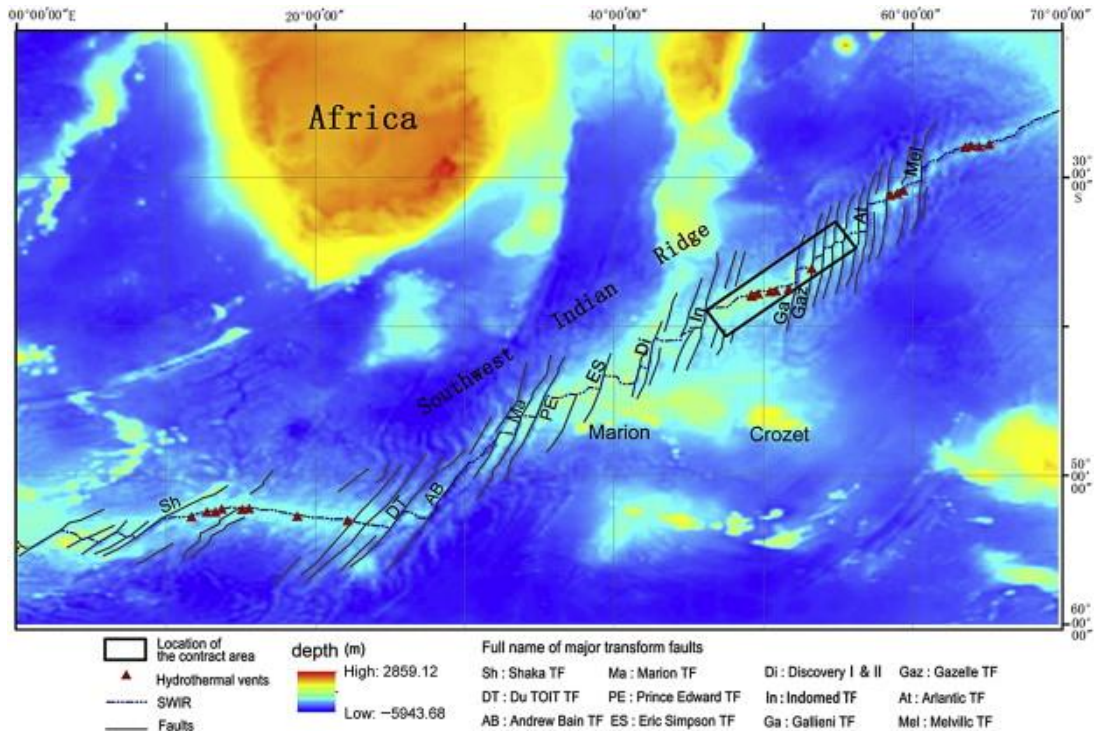 00°00′00″E 20°00′00″ 40°00′00″ 60°00′00″ 70°00′00″
Africa
30°
00′00″
S
Southwest Indian Ridge
Mel
At
Gaz
Ga
In
Di
ES
PE
Ma
Marion Crozet
50°
00′00″
AB
DT
Sh
60°
00′00″
Location of
the contract area
Hydrothermal vents
SWIR
Faults
depth (m)
High: 2859.12
Low: −5943.68
Full name of major transform faults
Sh : Shaka TF Ma : Marion TF Di : Discovery I & II Gaz : Gazelle TF
DT : Du TOIT TF PE : Prince Edward TF In : Indomed TF At : Arlantic TF
AB : Andrew Bain TF ES : Eric Simpson TF Ga : Gallieni TF Mel : Melvillc TF